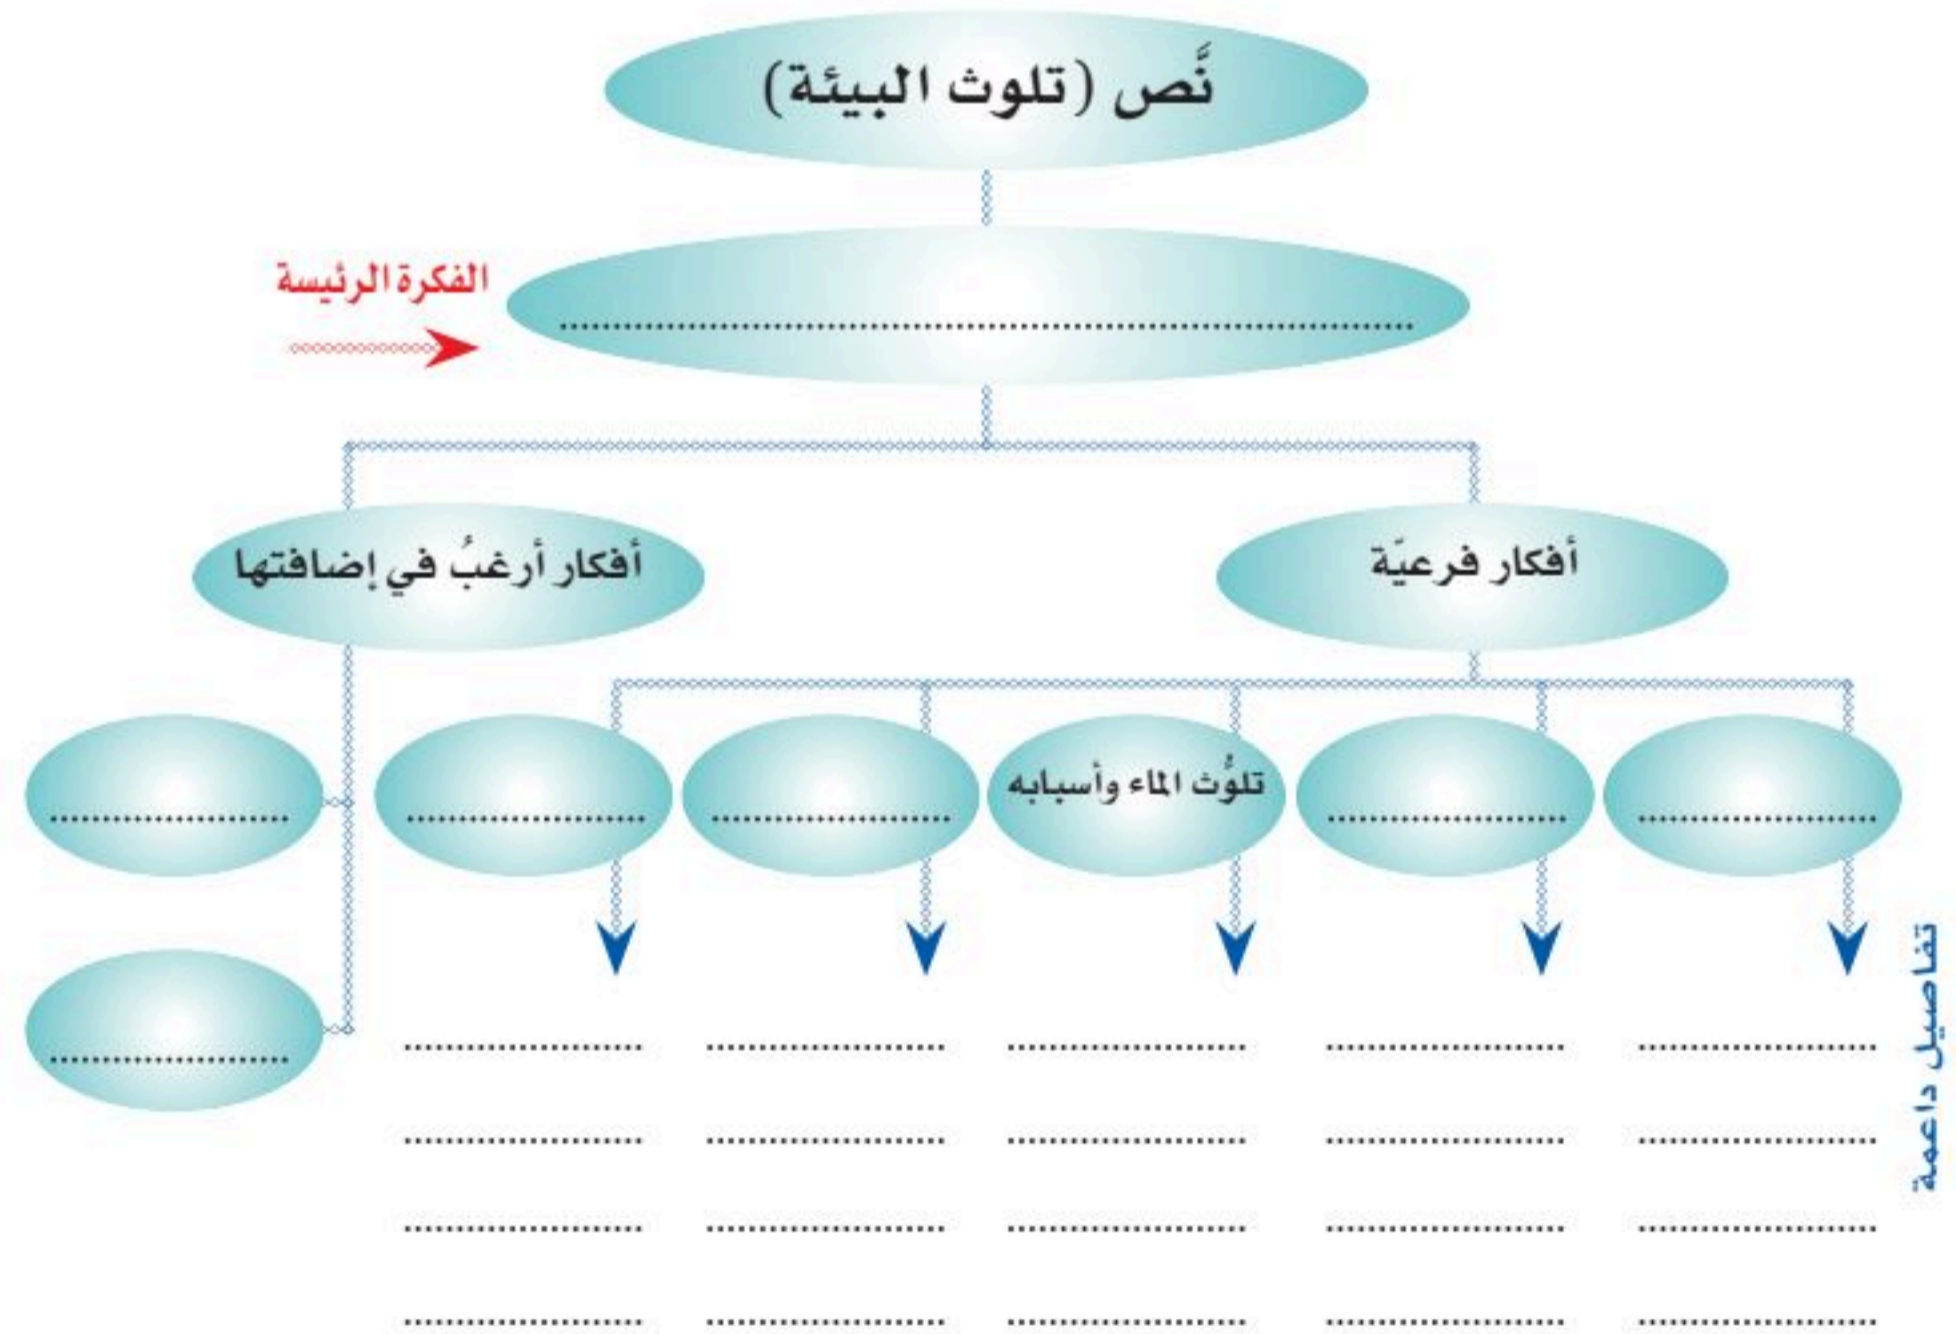 نَّص (تلوث البيئة)
الفكرة الرئيسة
................................................................
أفكار فرعيّة
أفكار أرغبُ في إضافتها
تلوُّث الماء وأسبابه
تفاصيل داعمة